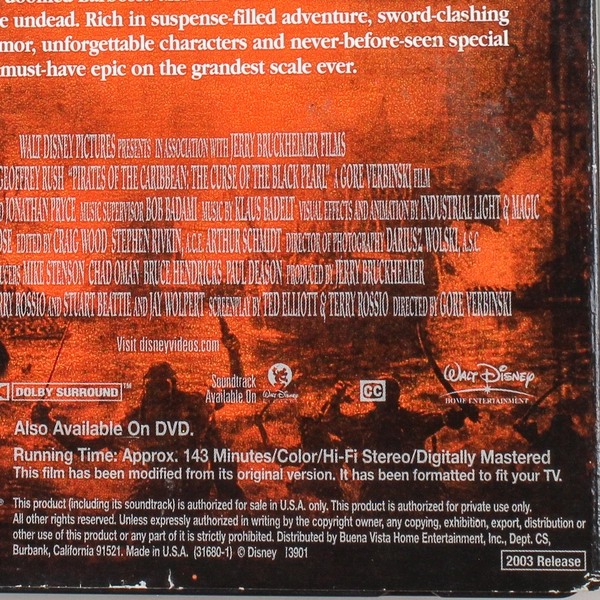 e undead. Rich in suspense-filled adventure, sword-clashing
mor, unforgettable characters and never-before-seen special
must-have epic on the grandest scale ever.
WALT DISNEY PICTURES PRESENTS IN ASSOCIATION WITH JERRY BRUCKHEIMER FILMS
GEOFFREY RUSH "PIRATES OF THE CARIBBEAN: THE CURSE OF THE BLACK PEARL" A GORE VERBINSKI FILM
JONATHAN PRYCE MUSIC SUPERVISOR BOB BADAMI MUSIC BY KLAUS BADELT VISUAL EFFECTS AND ANIMATION BY INDUSTRIAL LIGHT & MAGIC
OSE EDITED BY CRAIG WOOD STEPHEN RIVKIN, A.C.E. ARTHUR SCHMIDT DIRECTOR OF PHOTOGRAPHY DARIUSZ WOLSKI, A.S.C.
MIKE STENSON CHAD OMAN BRUCE HENDRICKS PAUL DEASON PRODUCED BY JERRY BRUCKHEIMER
RRY ROSSIO AND STUART BEATTIE AND JAY WOLPERT SCREENPLAY BY TED ELLIOTT & TERRY ROSSIO DIRECTED BY GORE VERBINSKI
Visit disneyvideos.com
DOLBY SURROUND™
Soundtrack
Available On
WALT DISNEY
CC
WALT DISNEY
HOME ENTERTAINMENT
Also Available On DVD.
Running Time: Approx. 143 Minutes/Color/Hi-Fi Stereo/Digitally Mastered
This film has been modified from its original version. It has been formatted to fit your TV.
This product (including its soundtrack) is authorized for sale in U.S.A. only. This product is authorized for private use only.
All other rights reserved. Unless expressly authorized in writing by the copyright owner, any copying, exhibition, export, distribution or
other use of this product or any part of it is strictly prohibited. Distributed by Buena Vista Home Entertainment, Inc., Dept. CS,
Burbank, California 91521. Made in U.S.A. (31680-1) © Disney I3901
2003 Release